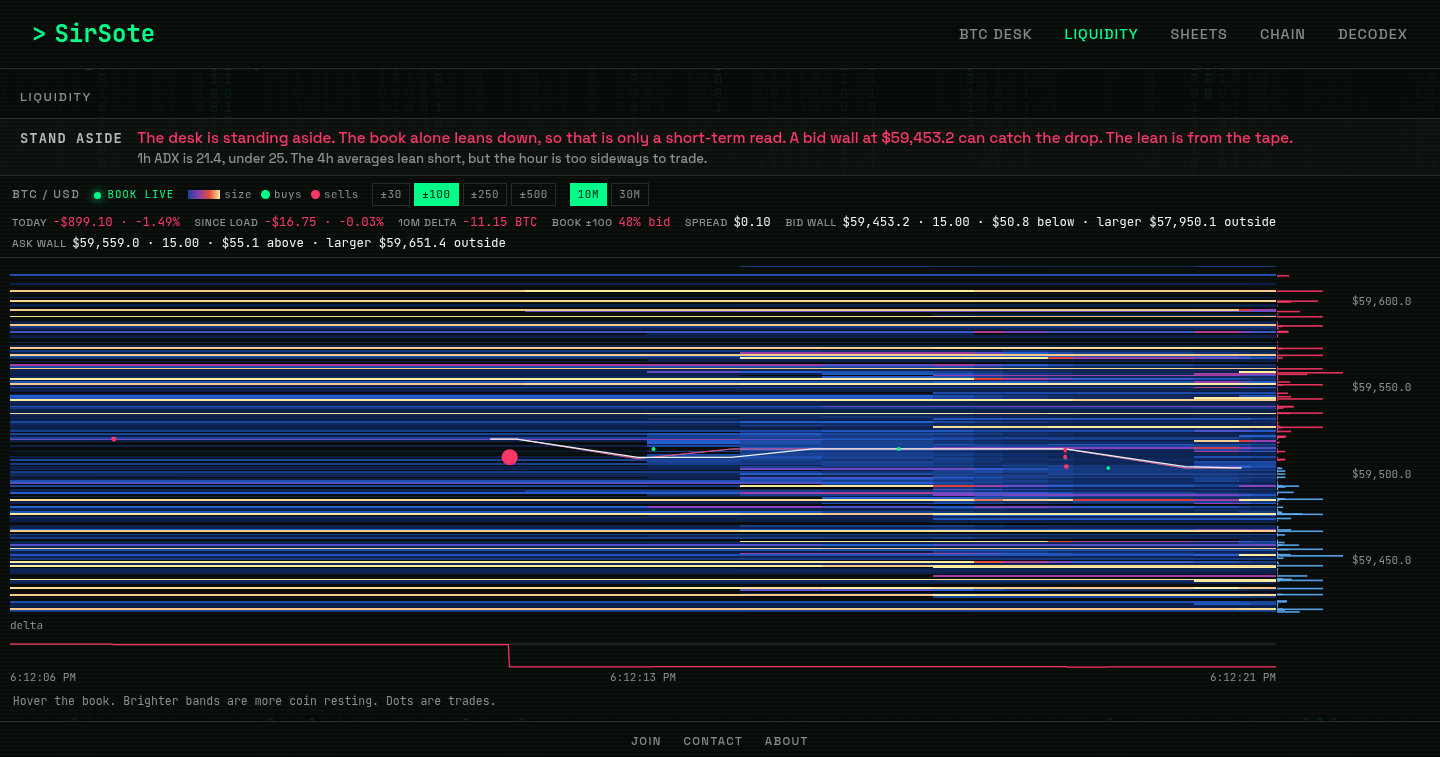 > SirSote
BTC DESK LIQUIDITY SHEETS CHAIN DECODEX
LIQUIDITY
STAND ASIDE The desk is standing aside. The book alone leans down, so that is only a short-term read. A bid wall at $59,453.2 can catch the drop. The lean is from the tape.
1h ADX is 21.4, under 25. The 4h averages lean short, but the hour is too sideways to trade.
BTC / USD BOOK LIVE size buys sells ±30 ±100 ±250 ±500 10M 30M
TODAY -$899.10 · -1.49% SINCE LOAD -$16.75 · -0.03% 10M DELTA -11.15 BTC BOOK ±100 48% bid SPREAD $0.10 BID WALL $59,453.2 · 15.00 · $50.8 below · larger $57,950.1 outside
ASK WALL $59,559.0 · 15.00 · $55.1 above · larger $59,651.4 outside
$59,600.0
$59,550.0
$59,500.0
$59,450.0
delta
6:12:06 PM 6:12:13 PM 6:12:21 PM
Hover the book. Brighter bands are more coin resting. Dots are trades.
JOIN CONTACT ABOUT